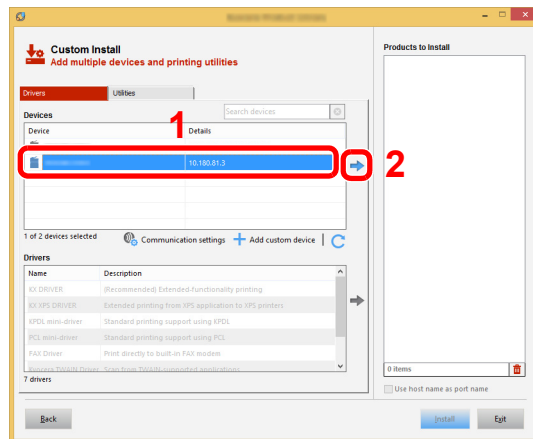 Custom Install
Add multiple devices and printing utilities
Products to Install
Drivers
Utilities
1
Devices
Search devices
Device
Details
10.180.81.3
2
1 of 2 devices selected
Communication settings
Add custom device
Drivers
Name
Description
KX DRIVER
(Recommended) Extended-functionality printing
KX XPS DRIVER
Extended printing from XPS application to XPS printers
KPDL mini-driver
Standard printing support using KPDL
PCL mini-driver
Standard printing support using PCL
FAX Driver
Print directly to built-in FAX modem
Kyocera TWAIN Driver
Scan from TWAIN-supported applications
7 drivers
0 items
Use host name as port name
Back
Install
Exit